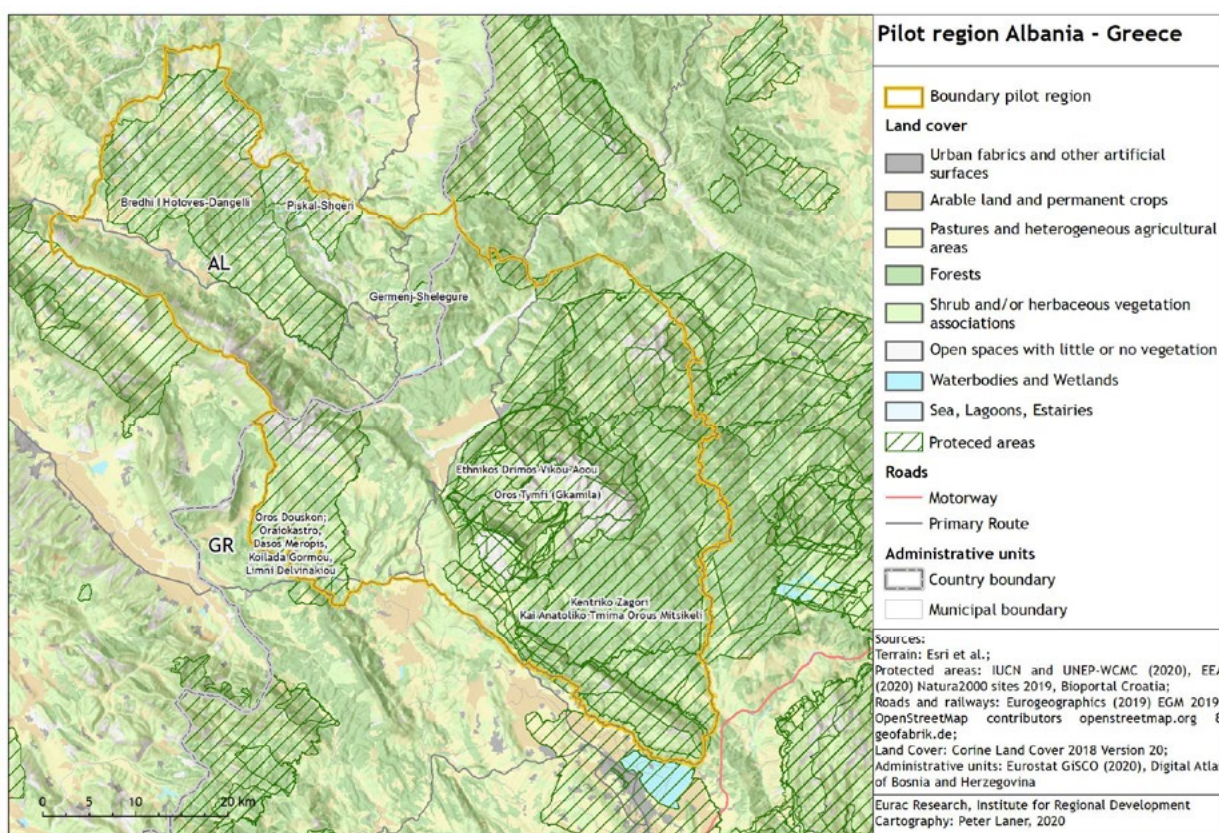 Pilot region Albania - Greece
Boundary pilot region
Land cover
Urban fabrics and other artificial
surfaces
Arable land and permanent crops
Pastures and heterogeneous agricultural
areas
Forests
Shrub and/or herbaceous vegetation
associations
Open spaces with little or no vegetation
Waterbodies and Wetlands
Sea, Lagoons, Estairies
Proteced areas
Roads
Motorway
Primary Route
Administrative units
Country boundary
Municipal boundary
Sources:
Terrain: Esri et al.;
Protected areas: IUCN and UNEP-WCMC (2020), EEA
(2020) Natura2000 sites 2019, Bioportal Croatia;
Roads and railways: Eurogeographics (2019) EGM 2019
OpenStreetMap contributors openstreetmap.org &
geofabrik.de;
Land Cover: Corine Land Cover 2018 Version 20;
Administrative units: Eurostat GISCO (2020), Digital Atlas
of Bosnia and Herzegovina
Eurac Research, Institute for Regional Development
Cartography: Peter Laner, 2020
Bredhi I Hotoves-Dangelli
Piskal-Shqeri
AL
Germenj-Shelegure
Ethnikos Drimos Vikou-Aoou
Oros Tymfi (Gkamila)
Oros Douskon;
Oraiokastro,
Dasos Meropis,
Koilada Gormou,
Limni Delvinakiou
GR
Kentriko Zagori
Kai Anatoliko Tmima Orous Mitsikeli
0 5 10 20 km